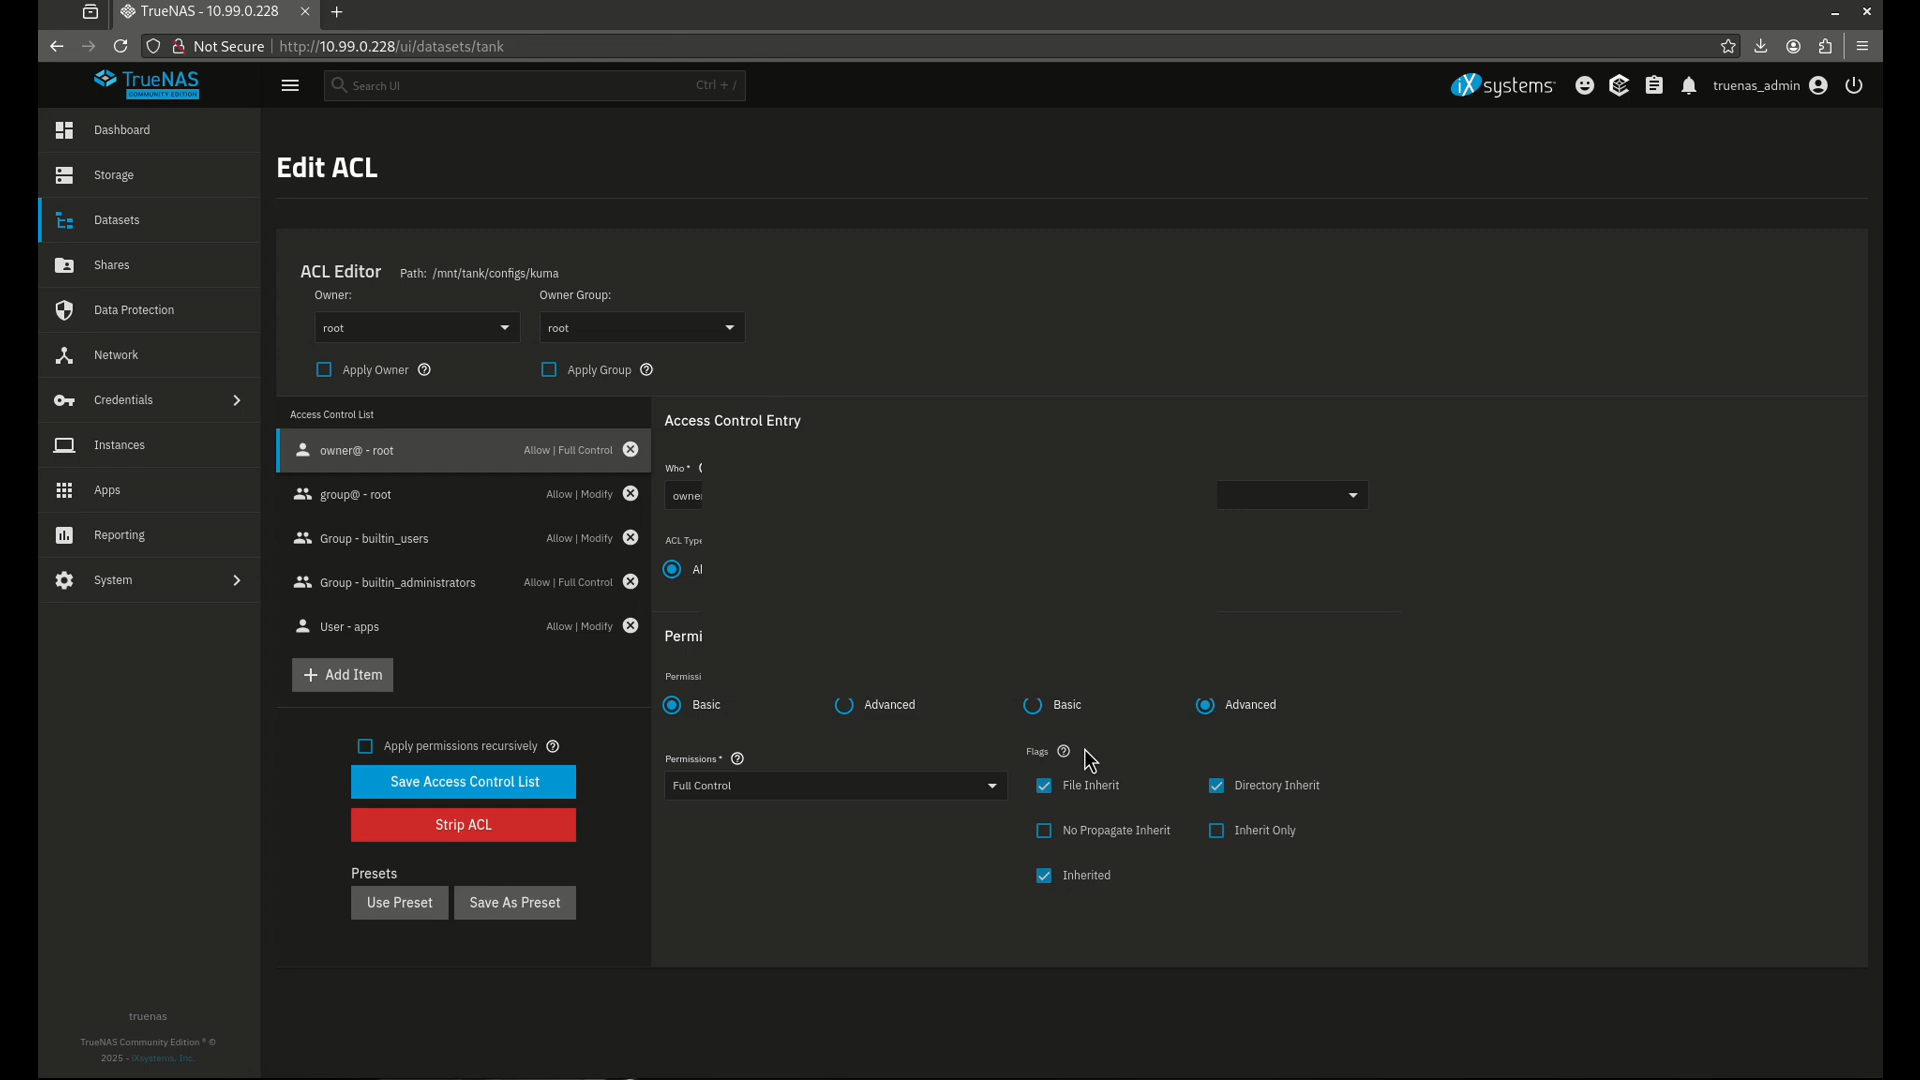 TrueNAS - 10.99.0.228
Not Secure
http://10.99.0.228/ui/datasets/tank
TrueNAS
COMMUNITY EDITION
Search UI
Ctrl + /
iXsystems
truenas_admin
Dashboard
Storage
Datasets
Shares
Data Protection
Network
Credentials
Instances
Apps
Reporting
System
truenas
TrueNAS Community Edition ® ©
2025 - iXsystems, Inc.
Edit ACL
ACL Editor
Path: /mnt/tank/configs/kuma
Owner:
Owner Group:
root
root
Apply Owner
Apply Group
Access Control List
owner@ - root
Allow | Full Control
group@ - root
Allow | Modify
Group - builtin_users
Allow | Modify
Group - builtin_administrators
Allow | Full Control
User - apps
Allow | Modify
Add Item
Apply permissions recursively
Save Access Control List
Strip ACL
Presets
Use Preset
Save As Preset
Access Control Entry
Who *
owne
ACL Type
Al
Permi
Permissi
Basic
Advanced
Basic
Advanced
Permissions *
Full Control
Flags
File Inherit
Directory Inherit
No Propagate Inherit
Inherit Only
Inherited